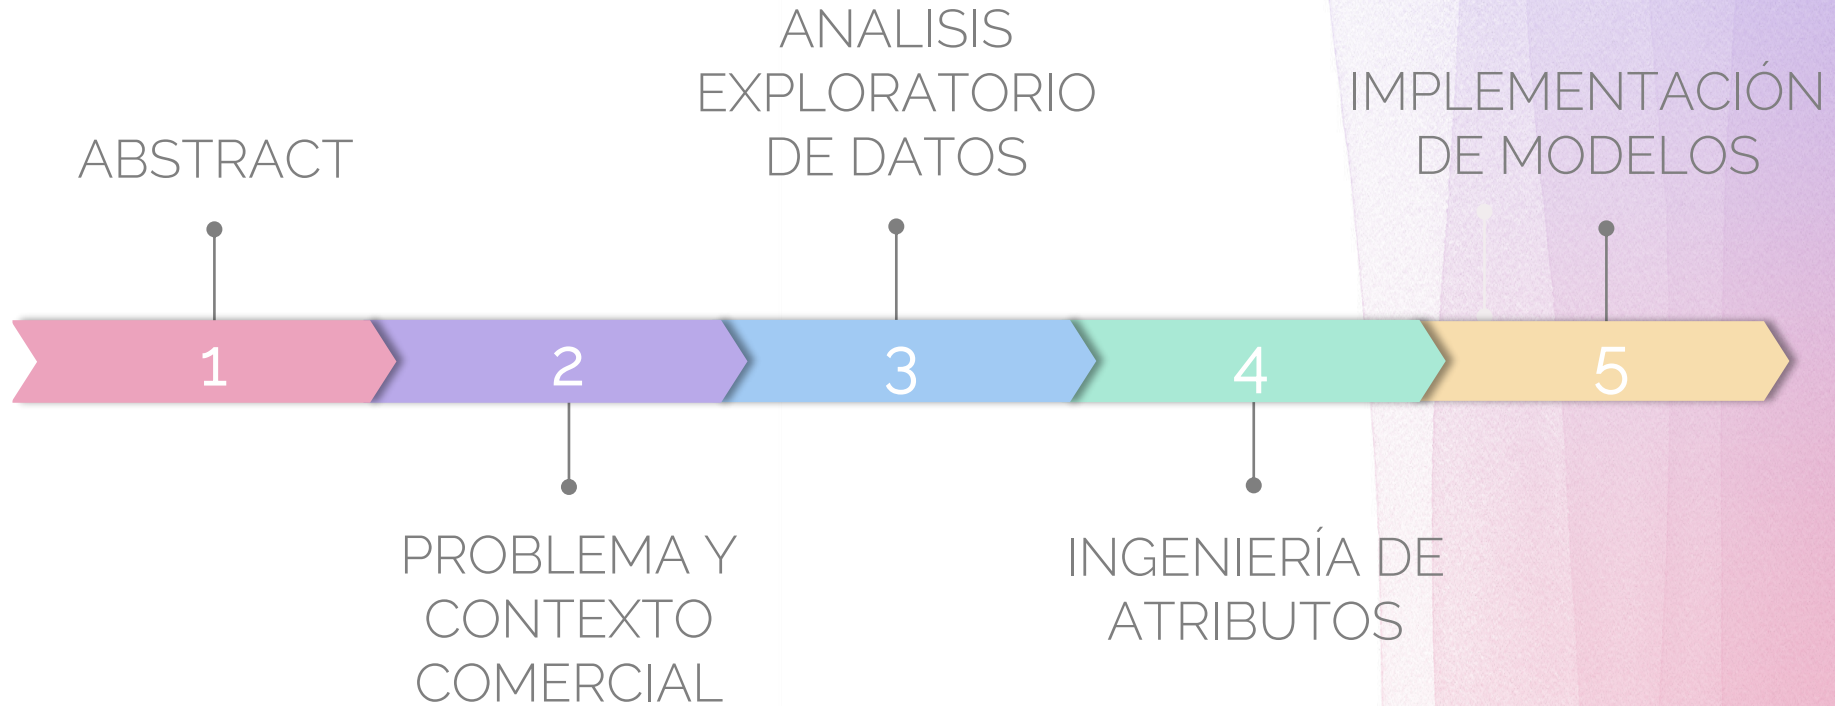 ABSTRACT
1
2
PROBLEMA Y
CONTEXTO
COMERCIAL
ANALISIS
EXPLORATORIO
DE DATOS
3
4
INGENIERÍA DE
ATRIBUTOS
IMPLEMENTACIÓN
DE MODELOS
5